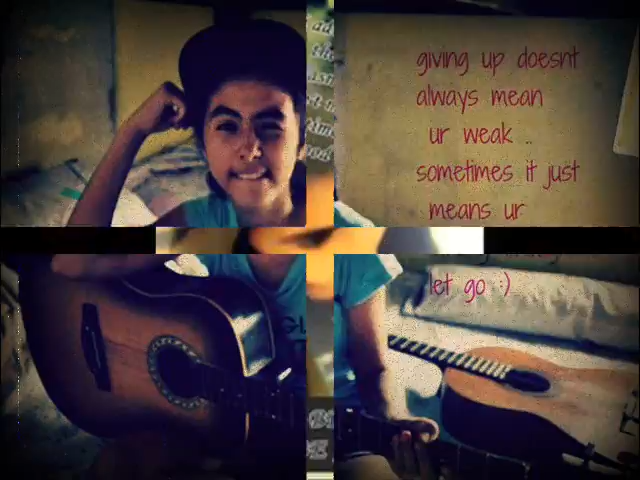 giving up doesnt
always mean
ur weak ..
sometimes it just
means ur
let go :)